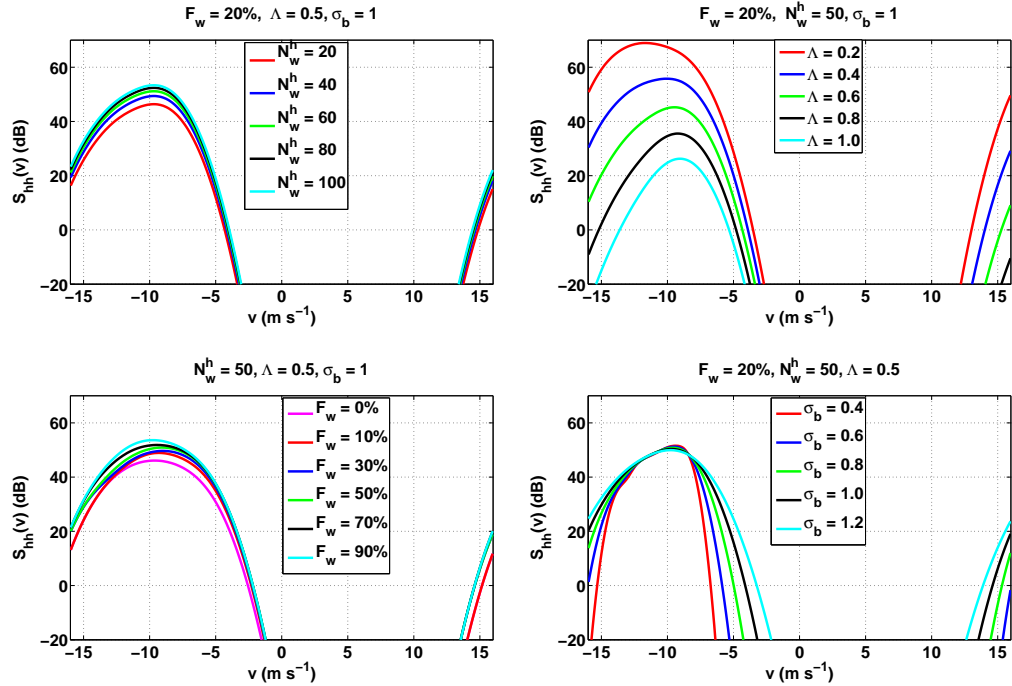 F_w = 20%, Λ = 0.5, σ_b = 1
S_hh(v) (dB)
60
40
20
0
−20
N_w^h = 20
N_w^h = 40
N_w^h = 60
N_w^h = 80
N_w^h = 100
−15 −10 −5 0 5 10 15
v (m s⁻¹)
F_w = 20%, N_w^h = 50, σ_b = 1
S_hh(v) (dB)
60
40
20
0
−20
Λ = 0.2
Λ = 0.4
Λ = 0.6
Λ = 0.8
Λ = 1.0
−15 −10 −5 0 5 10 15
v (m s⁻¹)
N_w^h = 50, Λ = 0.5, σ_b = 1
S_hh(v) (dB)
60
40
20
0
−20
F_w = 0%
F_w = 10%
F_w = 30%
F_w = 50%
F_w = 70%
F_w = 90%
−15 −10 −5 0 5 10 15
v (m s⁻¹)
F_w = 20%, N_w^h = 50, Λ = 0.5
S_hh(v) (dB)
60
40
20
0
−20
σ_b = 0.4
σ_b = 0.6
σ_b = 0.8
σ_b = 1.0
σ_b = 1.2
−15 −10 −5 0 5 10 15
v (m s⁻¹)